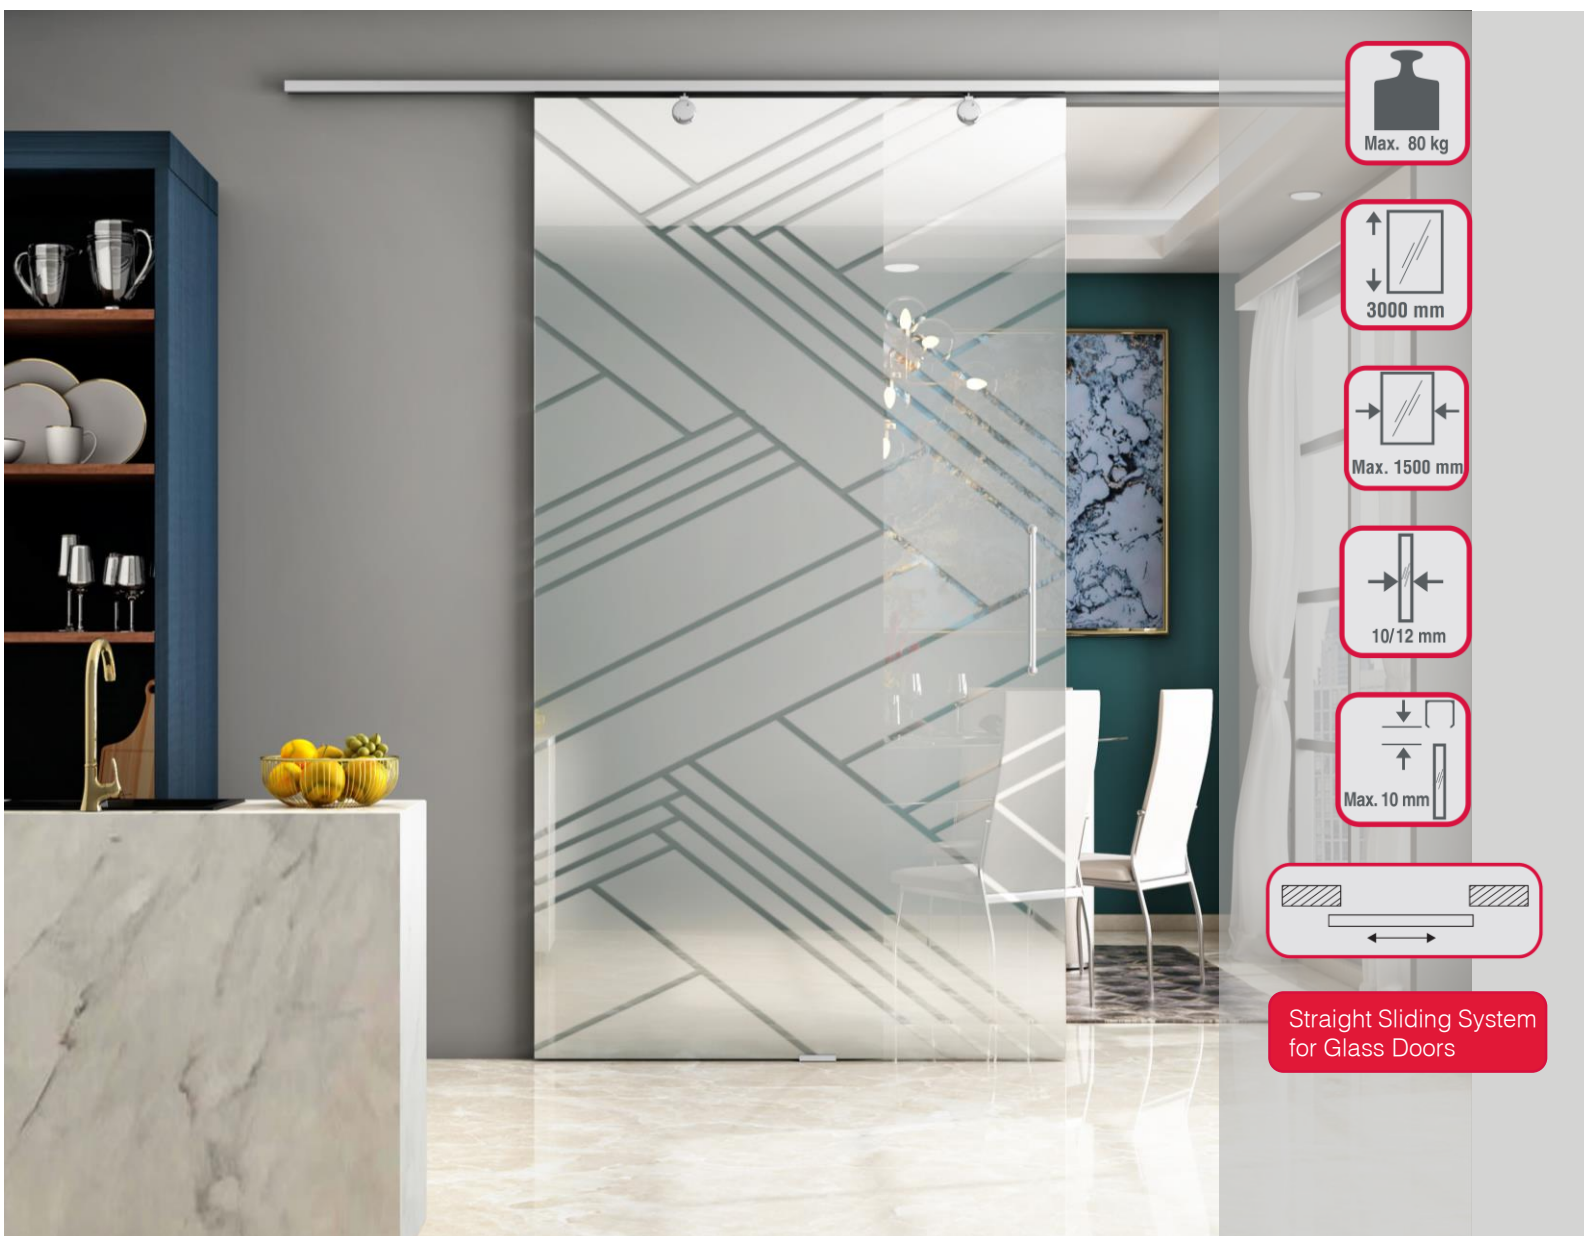 Max. 80 kg
3000 mm
Max. 1500 mm
10/12 mm
Max. 10 mm
Straight Sliding System
for Glass Doors